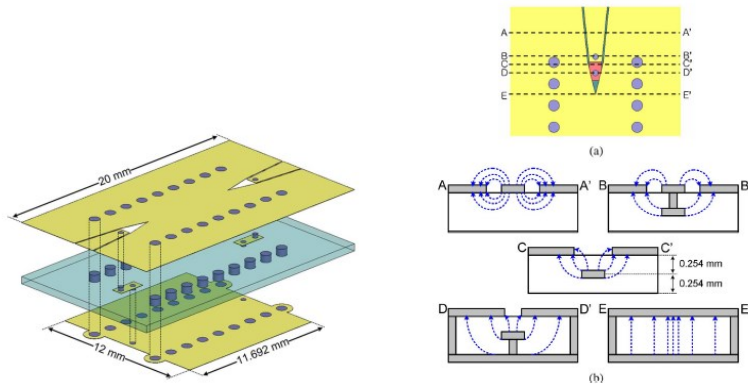 20 mm
12 mm
11.692 mm
A A'
B B'
C C'
D D'
E E'
(a)
A A' B B
C C'
0.254 mm
0.254 mm
D D' E E
(b)